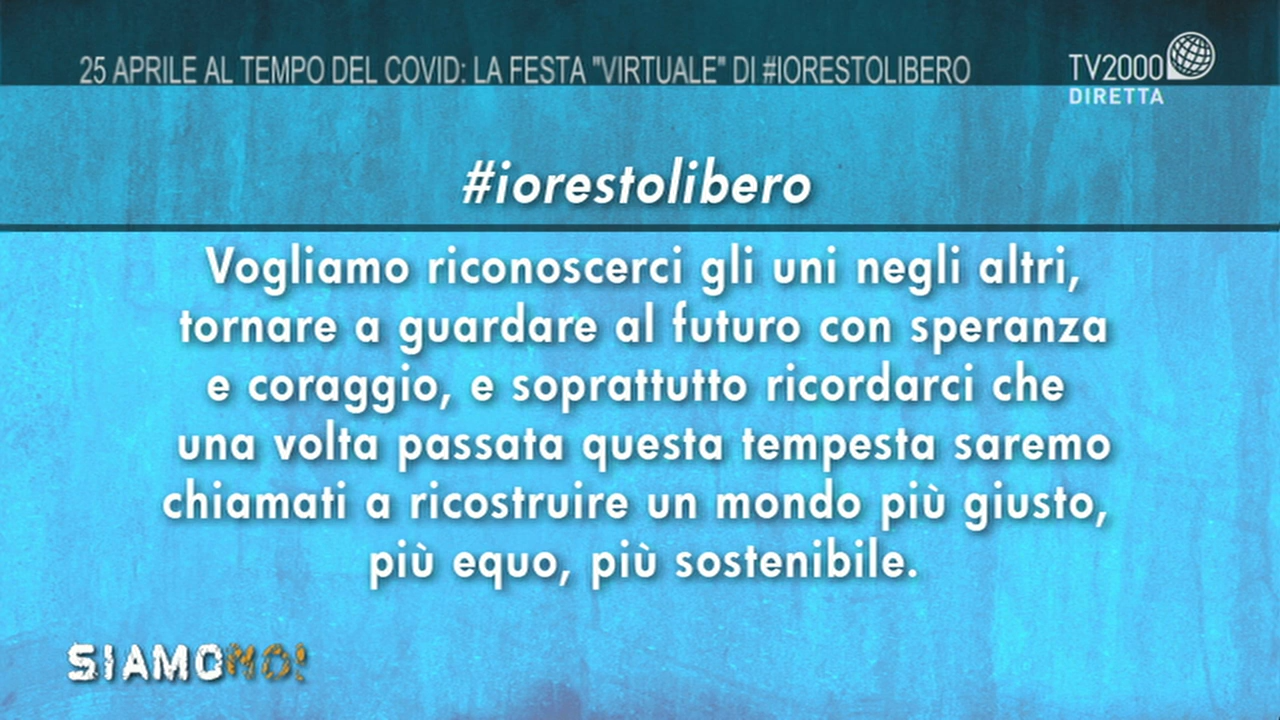 25 APRILE AL TEMPO DEL COVID: LA FESTA "VIRTUALE" DI #IORESTOLIBERO
TV2000
DIRETTA
#iorestolibero
Vogliamo riconoscerci gli uni negli altri,
tornare a guardare al futuro con speranza
e coraggio, e soprattutto ricordarci che
una volta passata questa tempesta saremo
chiamati a ricostruire un mondo più giusto,
più equo, più sostenibile.
SIAMONOI